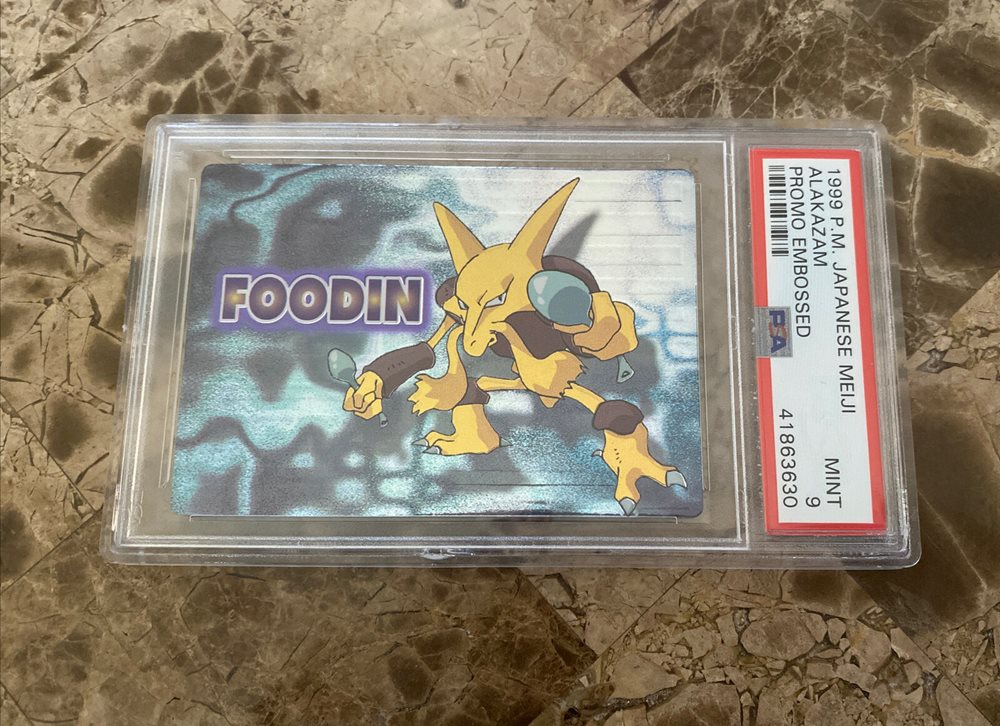 FOODIN
1999 P.M. JAPANESE MEIJI
ALAKAZAM
MINT
PROMO EMBOSSED
9
PSA
41863630